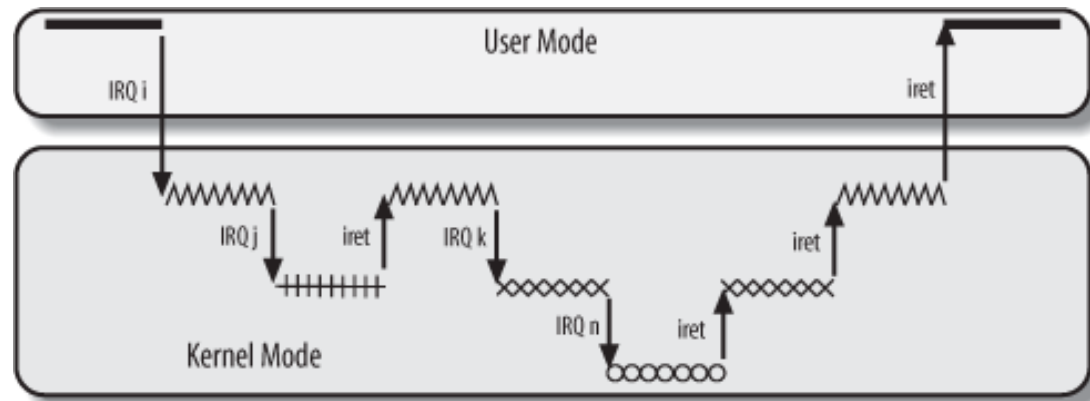 User Mode
IRQ i
iret
IRQ j
iret
IRQ k
iret
IRQ n
iret
Kernel Mode